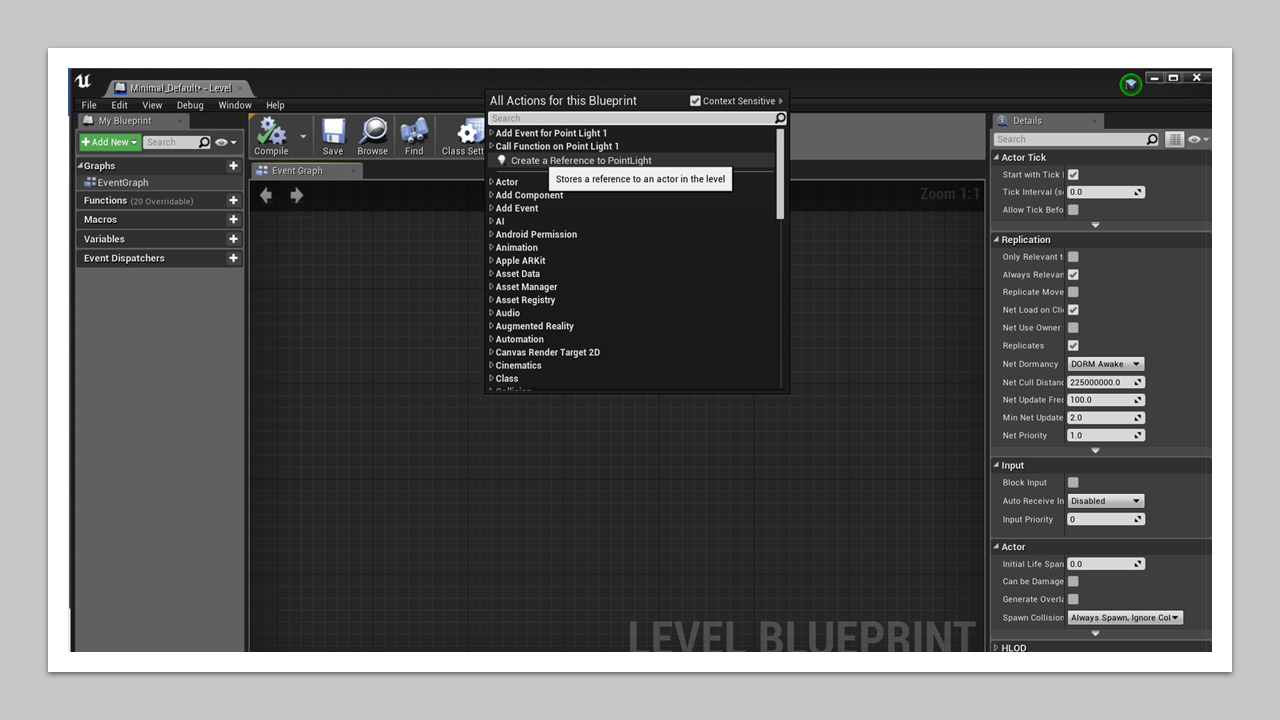 Minimal_Default• - Level
File Edit View Debug Window Help
My Blueprint
Add New
Search
Graphs
EventGraph
Functions (20 Overridable)
Macros
Variables
Event Dispatchers
Compile
Save
Browse
Find
Class Sett
Event Graph
Zoom 1:1
All Actions for this Blueprint
Context Sensitive
Search
Add Event for Point Light 1
Call Function on Point Light 1
Create a Reference to PointLight
Stores a reference to an actor in the level
Actor
Add Component
Add Event
AI
Android Permission
Animation
Apple ARKit
Asset Data
Asset Manager
Asset Registry
Audio
Augmented Reality
Automation
Canvas Render Target 2D
Cinematics
Class
LEVEL BLUEPRINT
Details
Search
Actor Tick
Start with Tick
Tick Interval (s
0.0
Allow Tick Befo
Replication
Only Relevant t
Always Relevan
Replicate Move
Net Load on Cli
Net Use Owner
Replicates
Net Dormancy DORM Awake
Net Cull Distanc 225000000.0
Net Update Fre 100.0
Min Net Update 2.0
Net Priority 1.0
Input
Block Input
Auto Receive In Disabled
Input Priority 0
Actor
Initial Life Span 0.0
Can be Damage
Generate Overla
Spawn Collision Always Spawn, Ignore Col
HLOD